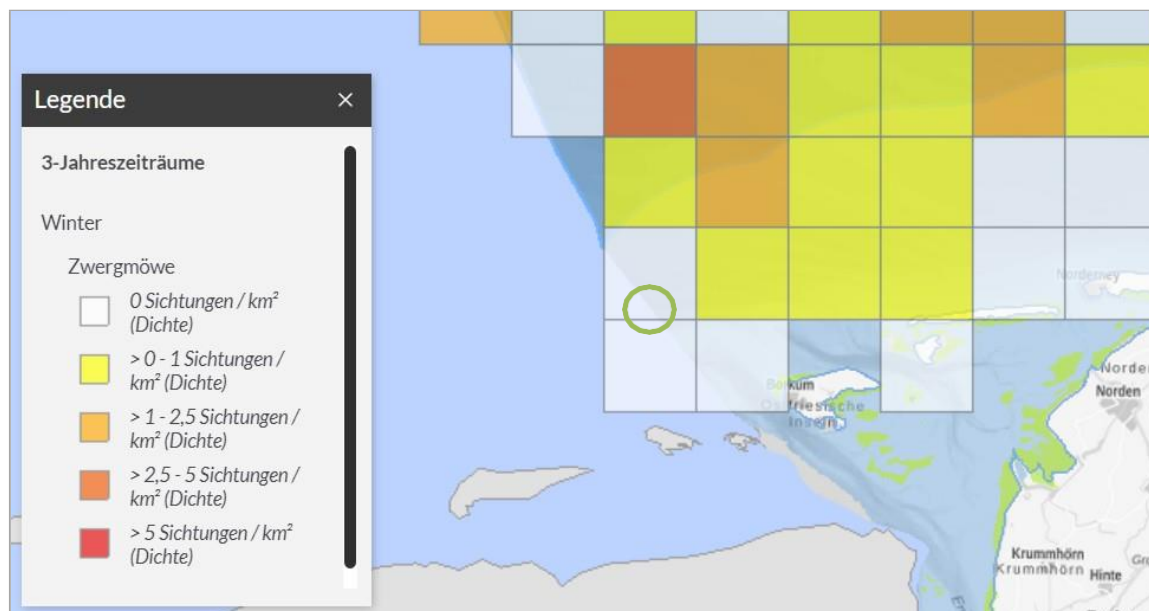 Legende ×
3-Jahreszeiträume
Winter
Zwergmöwe
0 Sichtungen / km²
(Dichte)
> 0 - 1 Sichtungen /
km² (Dichte)
> 1 - 2,5 Sichtungen /
km² (Dichte)
> 2,5 - 5 Sichtungen /
km² (Dichte)
> 5 Sichtungen / km²
(Dichte)
Norderney
Borkum
Ostfriesische
Inseln
Norden
Krummhörn
Krummhörn
Hinte